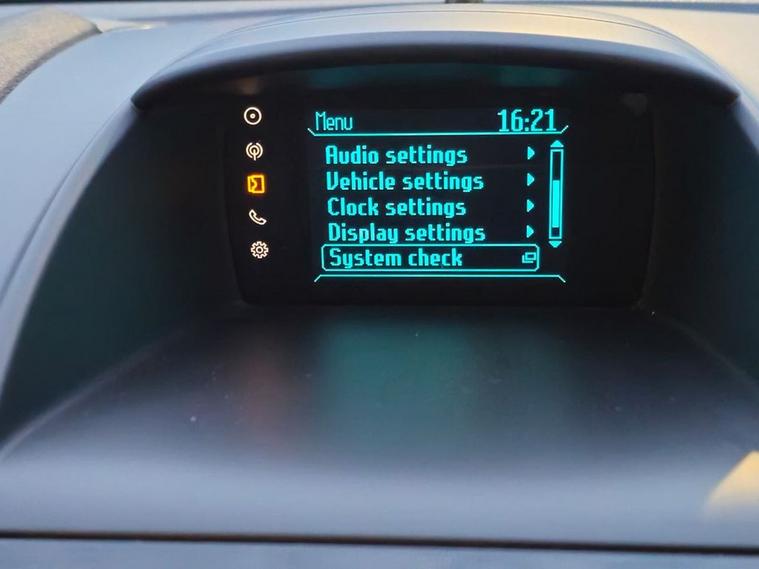 Menu 16:21
Audio settings
Vehicle settings
Clock settings
Display settings
System check